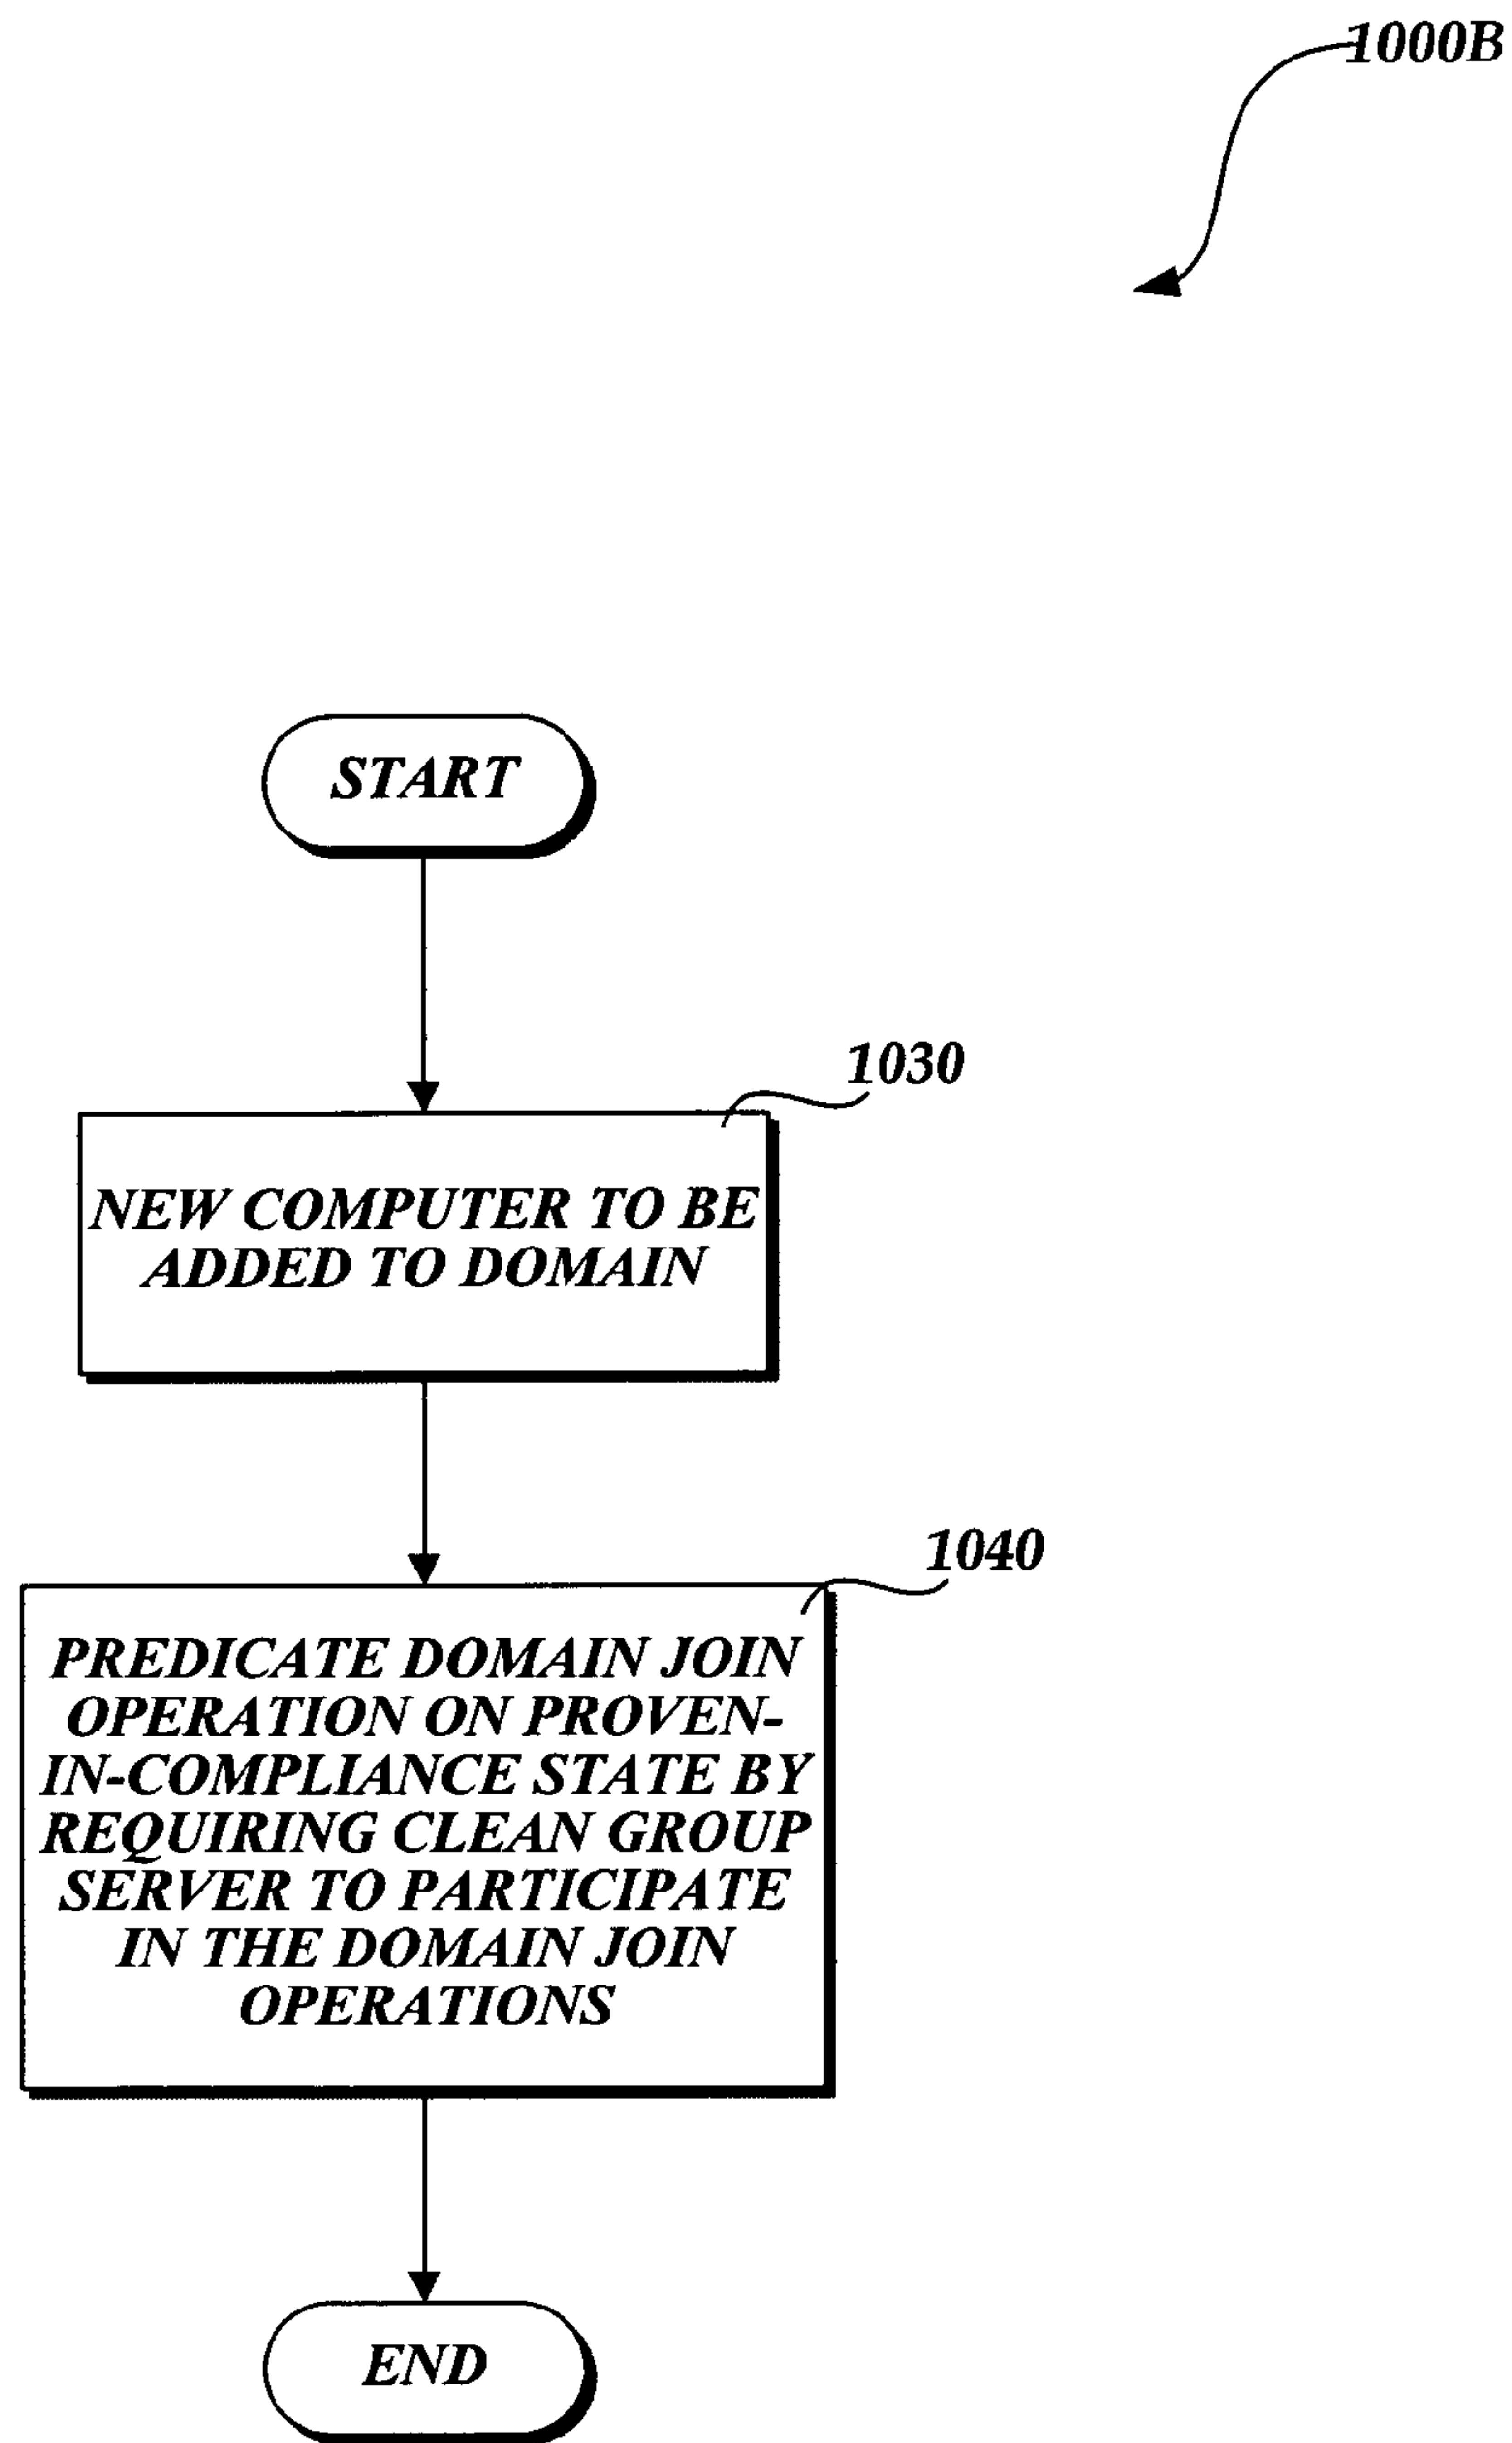 1000B
START
1030
NEW COMPUTER TO BE
ADDED TO DOMAIN
1040
PREDICATE DOMAIN JOIN
OPERATION ON PROVEN-
IN-COMPLIANCE STATE BY
REQUIRING CLEAN GROUP
SERVER TO PARTICIPATE
IN THE DOMAIN JOIN
OPERATIONS
END